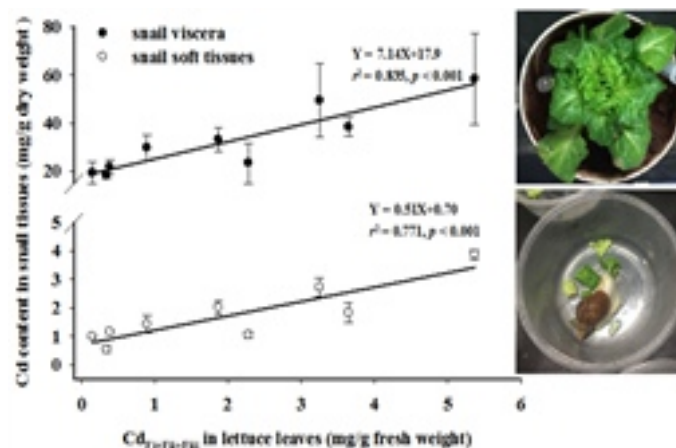 80
60
40
20
5
4
3
2
1
0
Cd content in snail tissues (mg/g dry weight)
snail viscera
snail soft tissues
Y = 7.14X+17.9
r² = 0.835, p < 0.001
Y = 0.51X+0.70
r² = 0.771, p < 0.001
0 1 2 3 4 5 6
Cd in lettuce leaves (mg/g fresh weight)